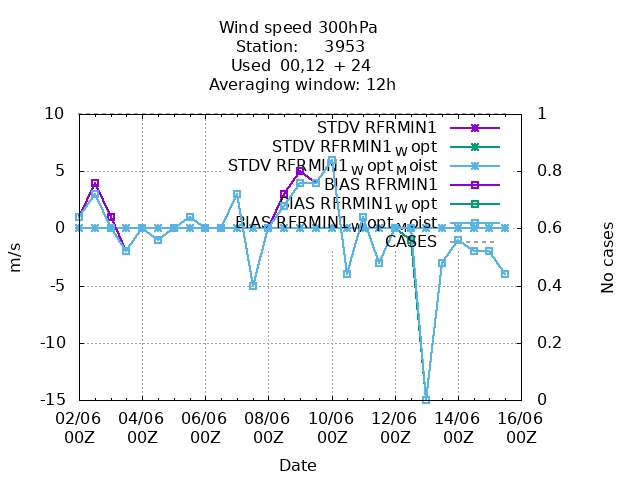 Wind speed 300hPa
Station: 3953
Used 00,12 + 24
Averaging window: 12h
STDV RFRMIN1
STDV RFRMIN1_W opt
STDV RFRMIN1_W opt_Moist
BIAS RFRMIN1
BIAS RFRMIN1_W opt
BIAS RFRMIN1_W opt_Moist
CASES
10
5
0
-5
-10
-15
m/s
1
0.8
0.6
0.4
0.2
0
No cases
02/06 04/06 06/06 08/06 10/06 12/06 14/06 16/06
00Z 00Z 00Z 00Z 00Z 00Z 00Z 00Z
Date